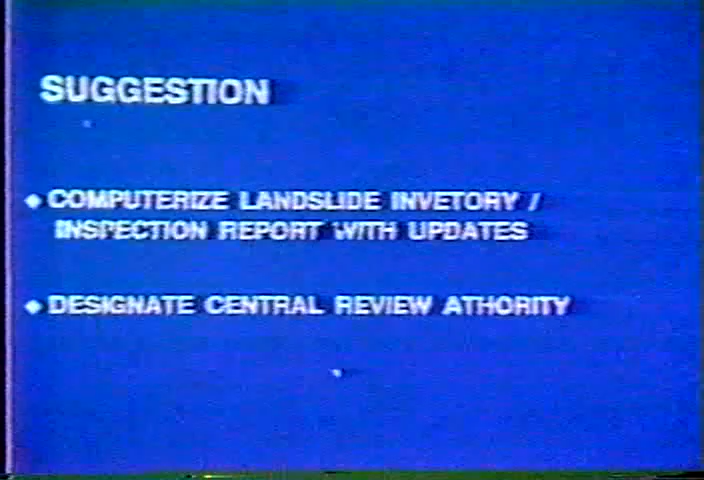 SUGGESTION
◆ COMPUTERIZE LANDSLIDE INVETORY /
INSPECTION REPORT WITH UPDATES
◆ DESIGNATE CENTRAL REVIEW ATHORITY